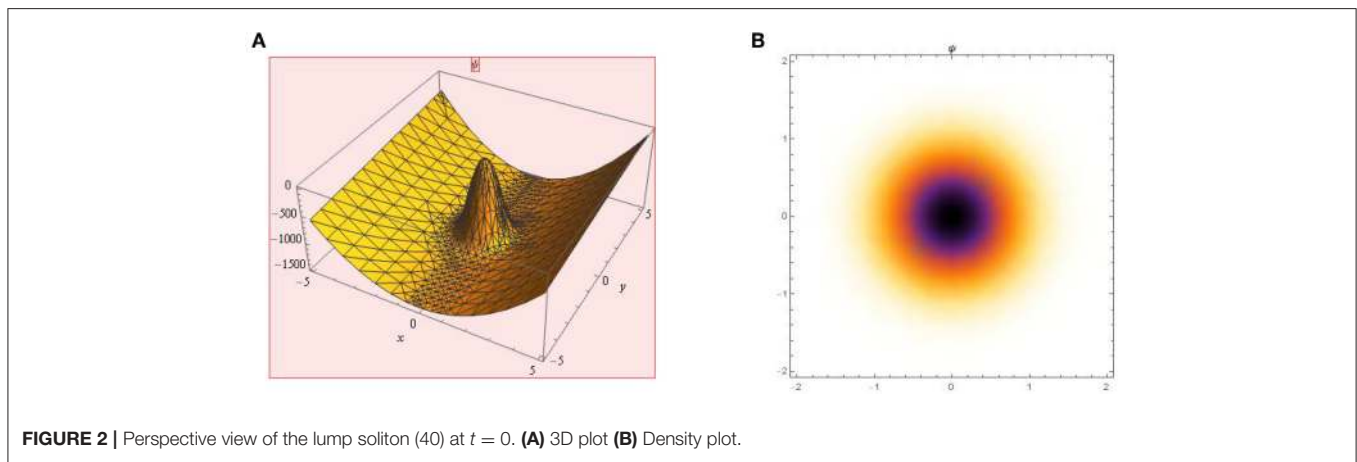 A
B
ψ
φ
0
-500
-1000
-1500
-5
0
x
5
-5
0
y
5
2
1
0
-1
-2
-2
-1
0
1
2
FIGURE 2 | Perspective view of the lump soliton (40) at t = 0. (A) 3D plot (B) Density plot.